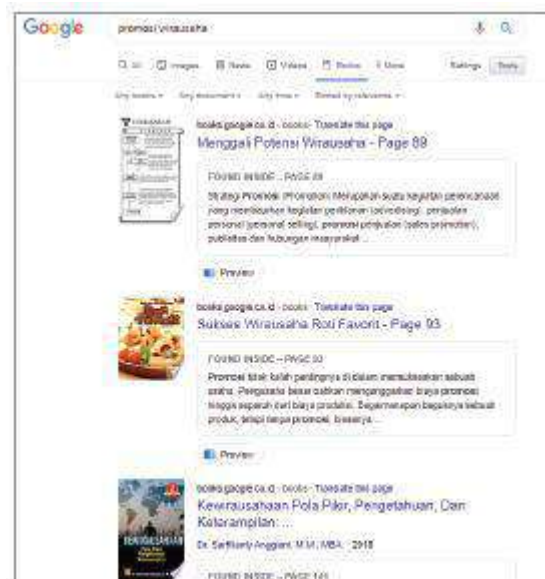 Google
promosi wirausaha
All Images News Videos Books More Settings Tools
Any books Any document Any time Sorted by relevance
books.google.co.id › books · Translate this page
Menggali Potensi Wirausaha - Page 89
FOUND INSIDE – PAGE 89
Strategi Promosi (Promotion) Merupakan suatu kegiatan perencanaan
yang membaurkan kegiatan periklanan (advertising), penjualan
personal (personal selling), promosi penjualan (sales promotion),
publisitas dan hubungan masyarakat ...
Preview
books.google.co.id › books · Translate this page
Sukses Wirausaha Roti Favorit - Page 93
FOUND INSIDE – PAGE 93
Promosi tidak kalah pentingnya di dalam memasarkan sebuah
usaha. Pengusaha besar bahkan menganggarkan biaya promosi
hingga separuh dari biaya produksi. Bagaimanapun bagusnya sebuah
produk, tetapi tanpa promosi, biasanya ...
Preview
books.google.co.id › books · Translate this page
Kewirausahaan Pola Pikir, Pengetahuan, Dan
Keterampilan: ...
Dr. Sarfilianty Anggiani, M.M., MBA. · 2018
FOUND INSIDE – PAGE 143